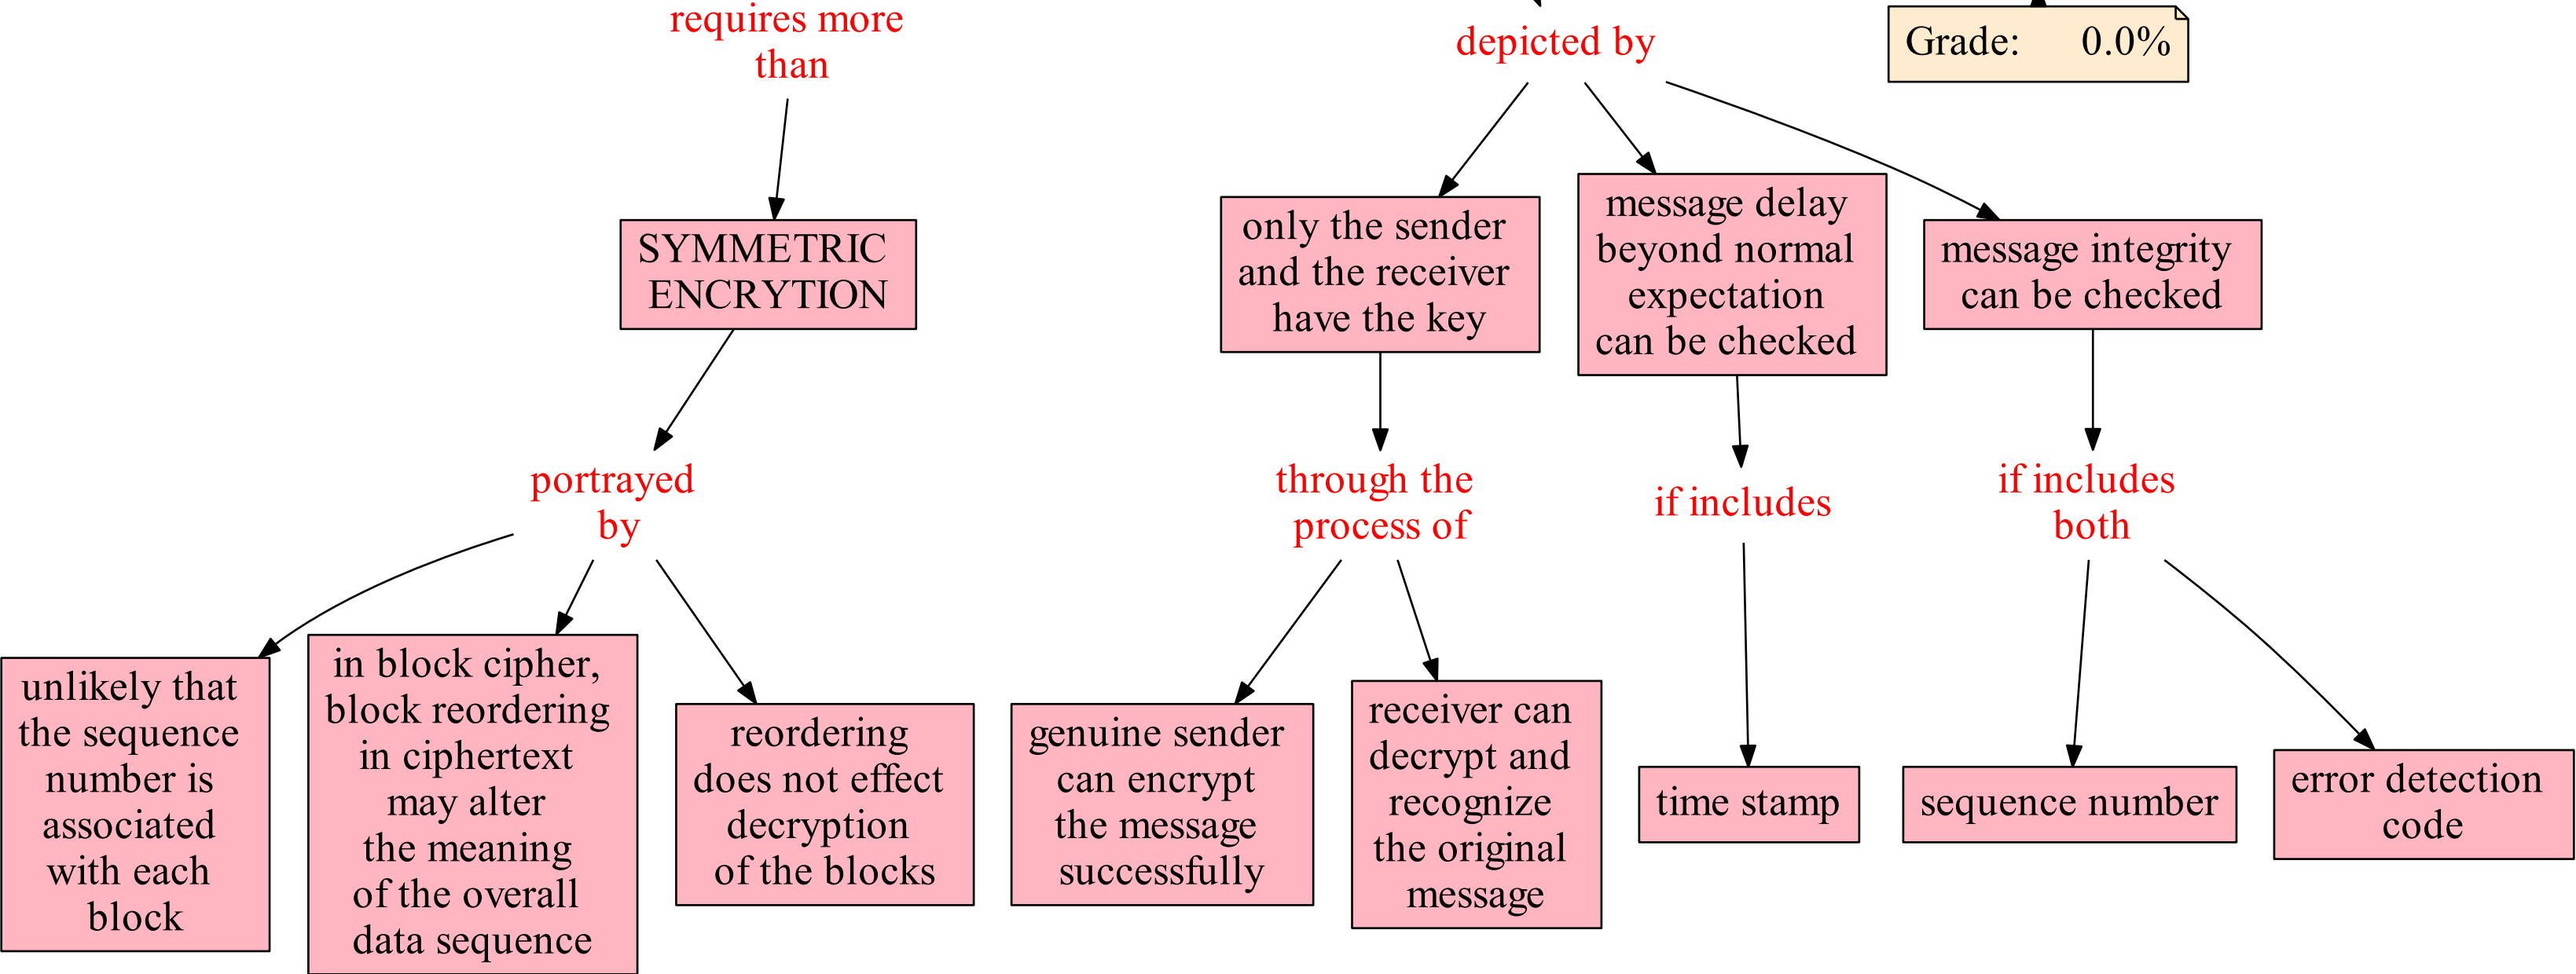 requires more
than
depicted by
Grade: 0.0%
SYMMETRIC
ENCRYTION
only the sender
and the receiver
have the key
message delay
beyond normal
expectation
can be checked
message integrity
can be checked
portrayed
by
through the
process of
if includes
if includes
both
unlikely that
the sequence
number is
associated
with each
block
in block cipher,
block reordering
in ciphertext
may alter
the meaning
of the overall
data sequence
reordering
does not effect
decryption
of the blocks
genuine sender
can encrypt
the message
successfully
receiver can
decrypt and
recognize
the original
message
time stamp
sequence number
error detection
code